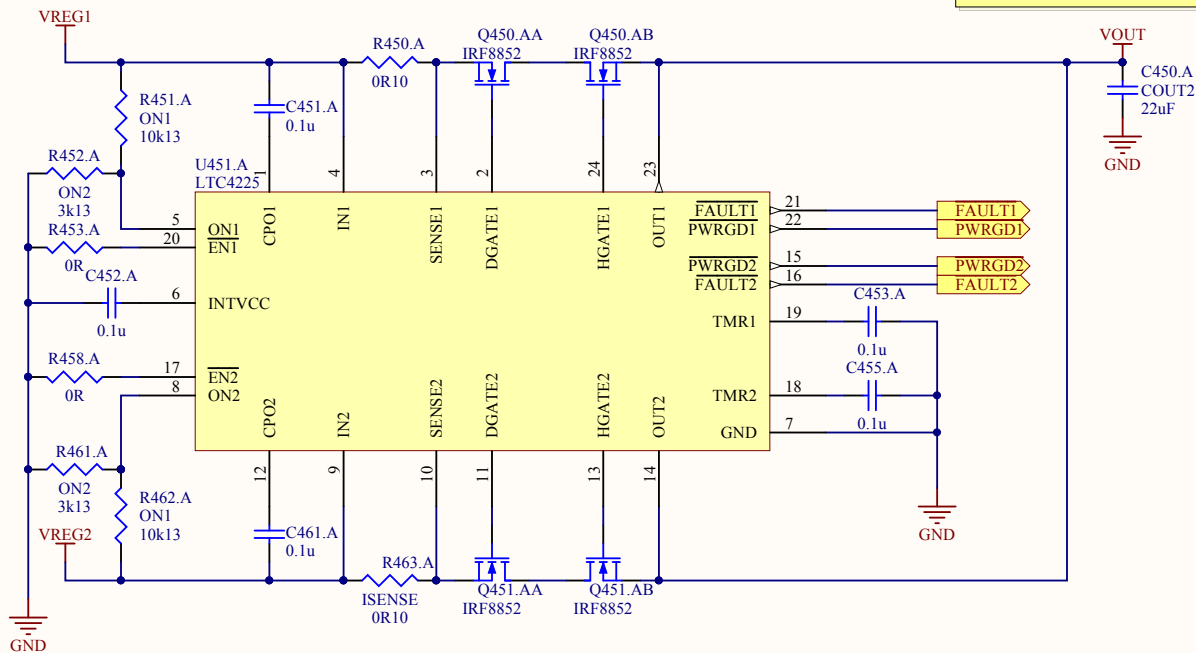 VREG1
R450.A
0R10
Q450.AA
IRF8852
Q450.AB
IRF8852
VOUT
C450.A
COUT2
22uF
GND
R451.A
ON1
10k13
C451.A
0.1u
R452.A
ON2
3k13
U451.A
LTC4225
1
4
3
2
24
23
CPO1
IN1
SENSE1
DGATE1
HGATE1
OUT1
5
ON1
20
EN1
R453.A
0R
C452.A
0.1u
6
INTVCC
FAULT1
21
FAULT1
PWRGD1
22
PWRGD1
PWRGD2
15
PWRGD2
FAULT2
16
FAULT2
TMR1
19
C453.A
0.1u
R458.A
0R
17
EN2
8
ON2
TMR2
18
C455.A
0.1u
GND
7
GND
CPO2
IN2
SENSE2
DGATE2
HGATE2
OUT2
12
9
10
11
13
14
R461.A
ON2
3k13
R462.A
ON1
10k13
C461.A
0.1u
VREG2
R463.A
ISENSE
0R10
Q451.AA
IRF8852
Q451.AB
IRF8852
GND